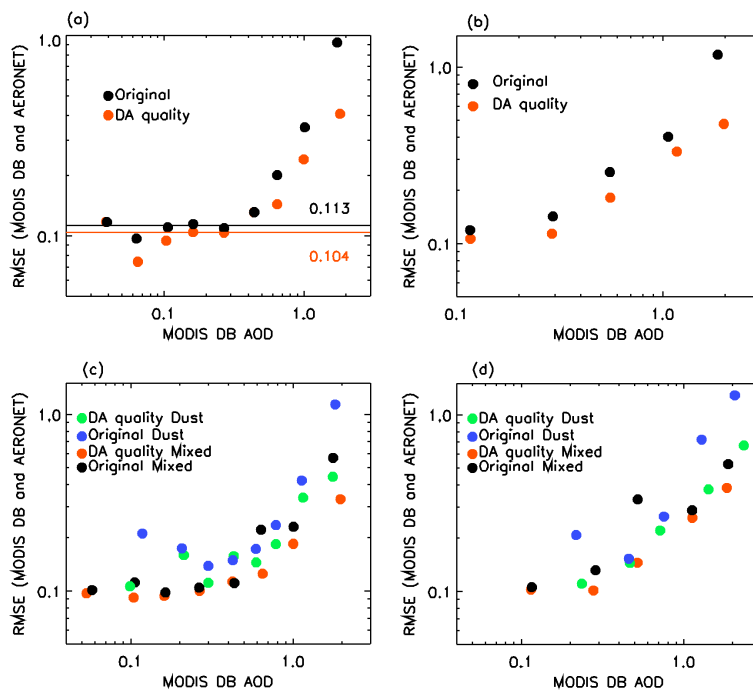 (a)
1.0
0.1
Original
DA quality
0.113
0.104
0.1
1.0
MODIS DB AOD
RMSE (MODIS DB and AERONET)
(b)
1.0
0.1
Original
DA quality
0.1
1.0
MODIS DB AOD
RMSE (MODIS DB and AERONET)
(c)
1.0
0.1
DA quality Dust
Original Dust
DA quality Mixed
Original Mixed
0.1
1.0
MODIS DB AOD
RMSE (MODIS DB and AERONET)
(d)
1.0
0.1
DA quality Dust
Original Dust
DA quality Mixed
Original Mixed
0.1
1.0
MODIS DB AOD
RMSE (MODIS DB and AERONET)